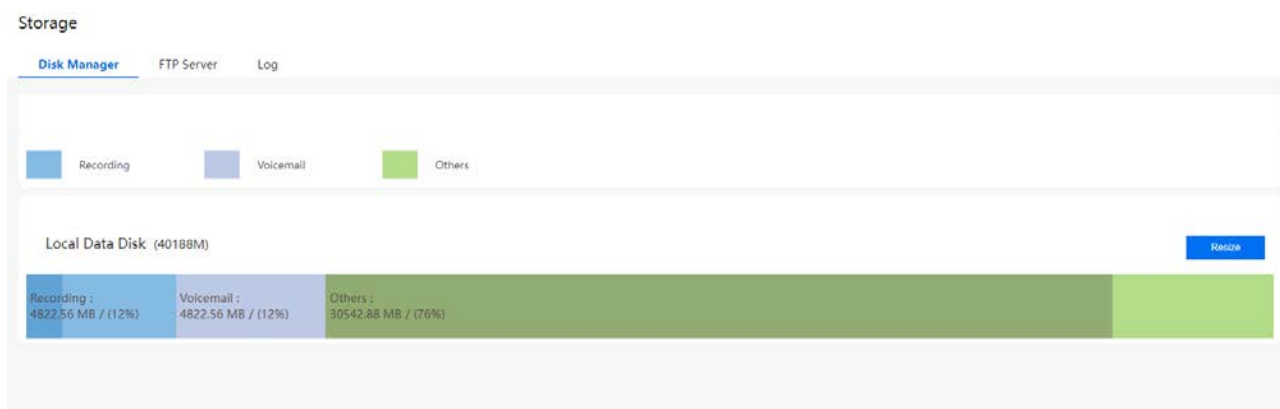 Storage
Disk Manager FTP Server Log
Recording Voicemail Others
Local Data Disk (40188M) Resize
Recording : Voicemail : Others :
4822.56 MB / (12%) 4822.56 MB / (12%) 30542.88 MB / (76%)